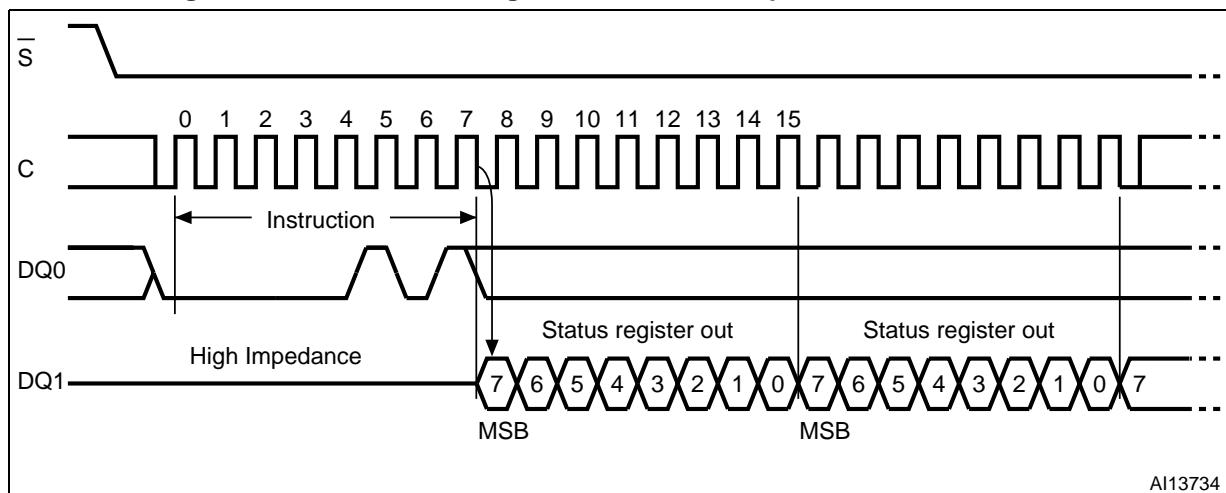 S
0 1 2 3 4 5 6 7 8 9 10 11 12 13 14 15
C
Instruction
DQ0
Status register out Status register out
High Impedance
DQ1 7 6 5 4 3 2 1 0 7 6 5 4 3 2 1 0 7
MSB MSB
AI13734